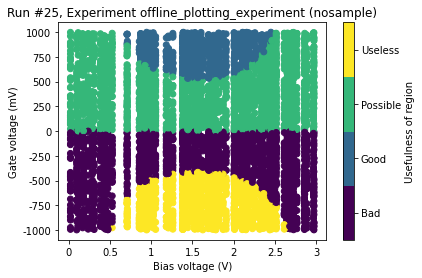 Run #25, Experiment offline_plotting_experiment (nosample)
1000
750
500
250
0
-250
-500
-750
-1000
Gate voltage (mV)
0
0.5
1
1.5
2
2.5
3
Bias voltage (V)
Useless
Possible
Good
Bad
Usefulness of region